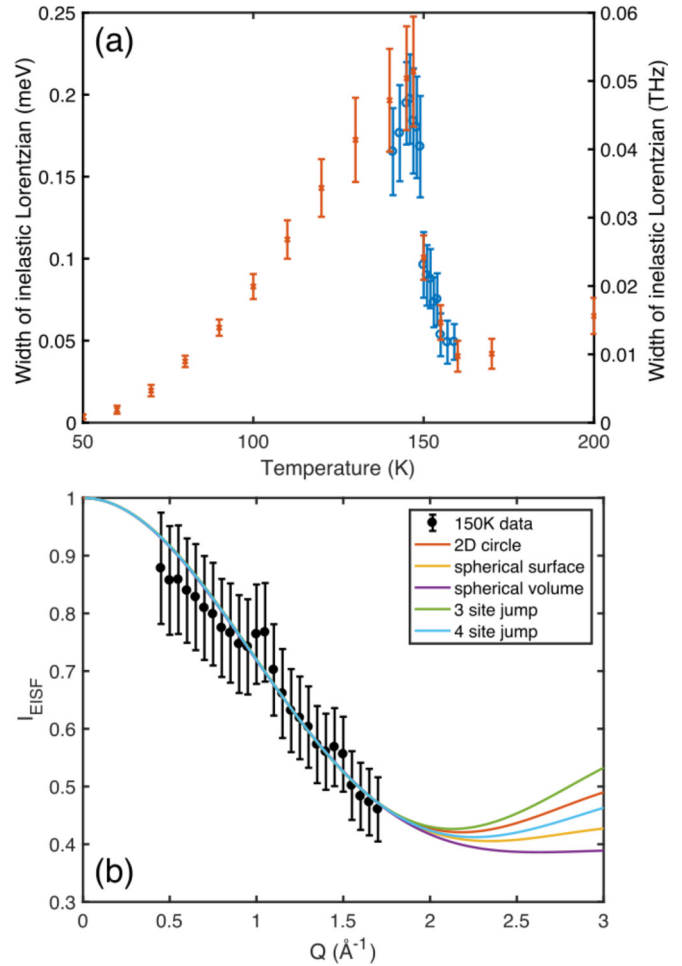 (a)
0.25
0.2
0.15
0.1
0.05
0
Width of inelastic Lorentzian (meV)
0.06
0.05
0.04
0.03
0.02
0.01
0
Width of inelastic Lorentzian (THz)
50 100 150 200
Temperature (K)
1
0.9
0.8
0.7
0.6
0.5
0.4
0.3
I_EISF
150K data
2D circle
spherical surface
spherical volume
3 site jump
4 site jump
(b)
0 0.5 1 1.5 2 2.5 3
Q (Å⁻¹)